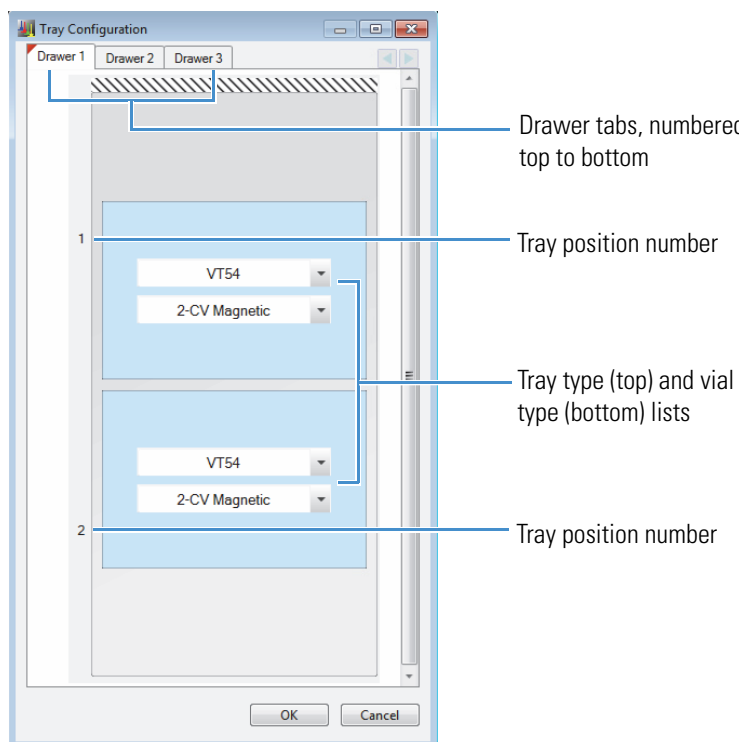 Tray Configuration
Drawer 1 Drawer 2 Drawer 3
Drawer tabs, numbered
top to bottom
1
Tray position number
VT54
2-CV Magnetic
Tray type (top) and vial
type (bottom) lists
VT54
2-CV Magnetic
2
Tray position number
OK Cancel